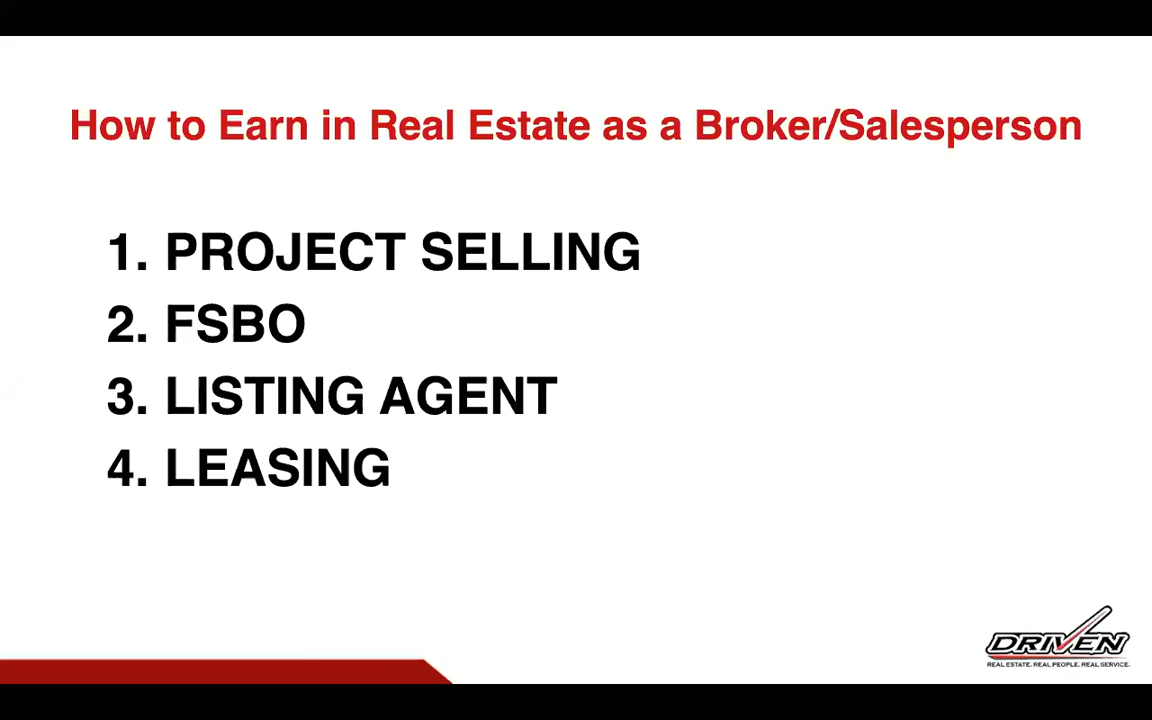 How to Earn in Real Estate as a Broker/Salesperson
1. PROJECT SELLING
2. FSBO
3. LISTING AGENT
4. LEASING
DRIVEN
REAL ESTATE. REAL PEOPLE. REAL SERVICE.